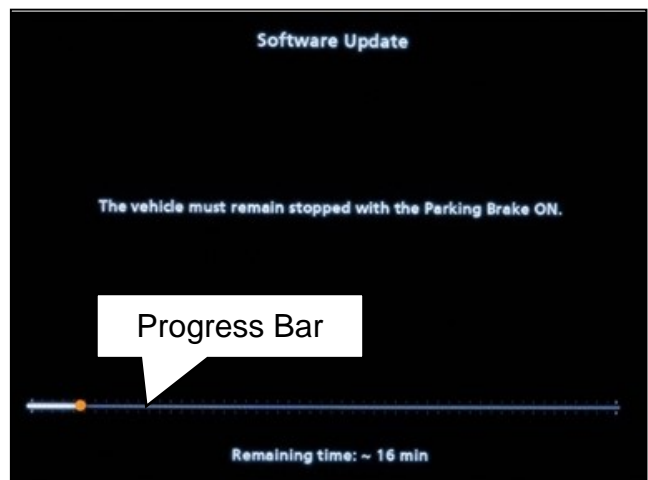 Software Update
The vehicle must remain stopped with the Parking Brake ON.
Progress Bar
Remaining time: ~ 16 min